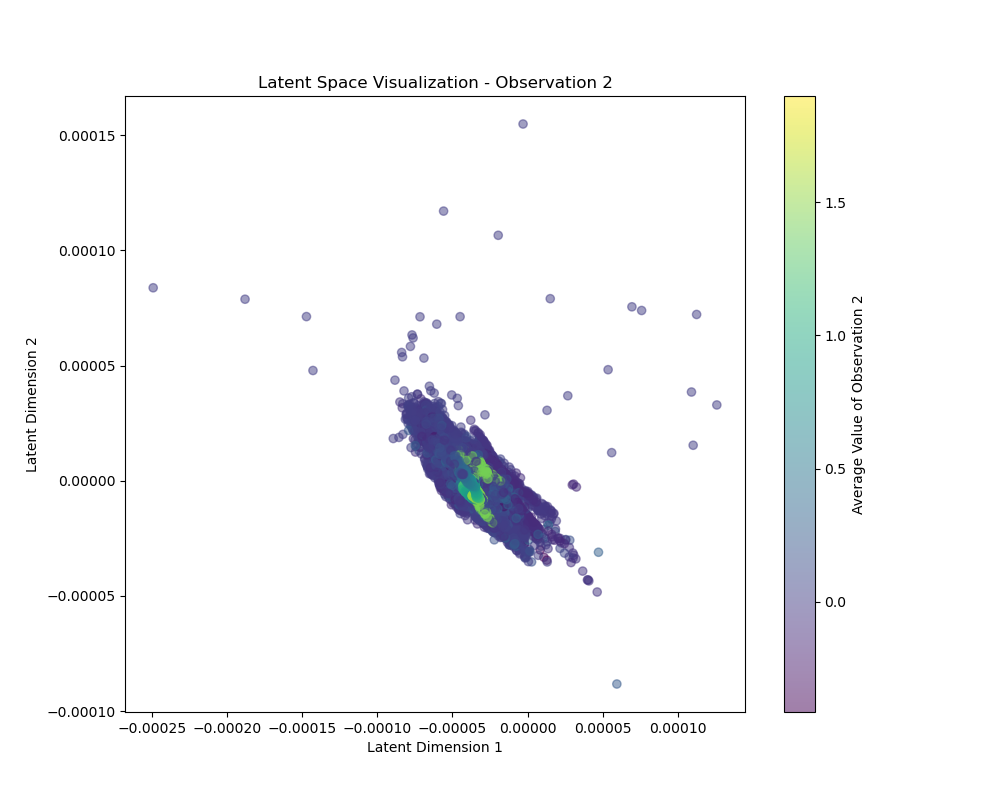 Latent Space Visualization - Observation 2
0.00015
0.00010
0.00005
0.00000
−0.00005
−0.00010
Latent Dimension 2
−0.00025 −0.00020 −0.00015 −0.00010 −0.00005 0.00000 0.00005 0.00010
Latent Dimension 1
1.5
1.0
0.5
0.0
Average Value of Observation 2